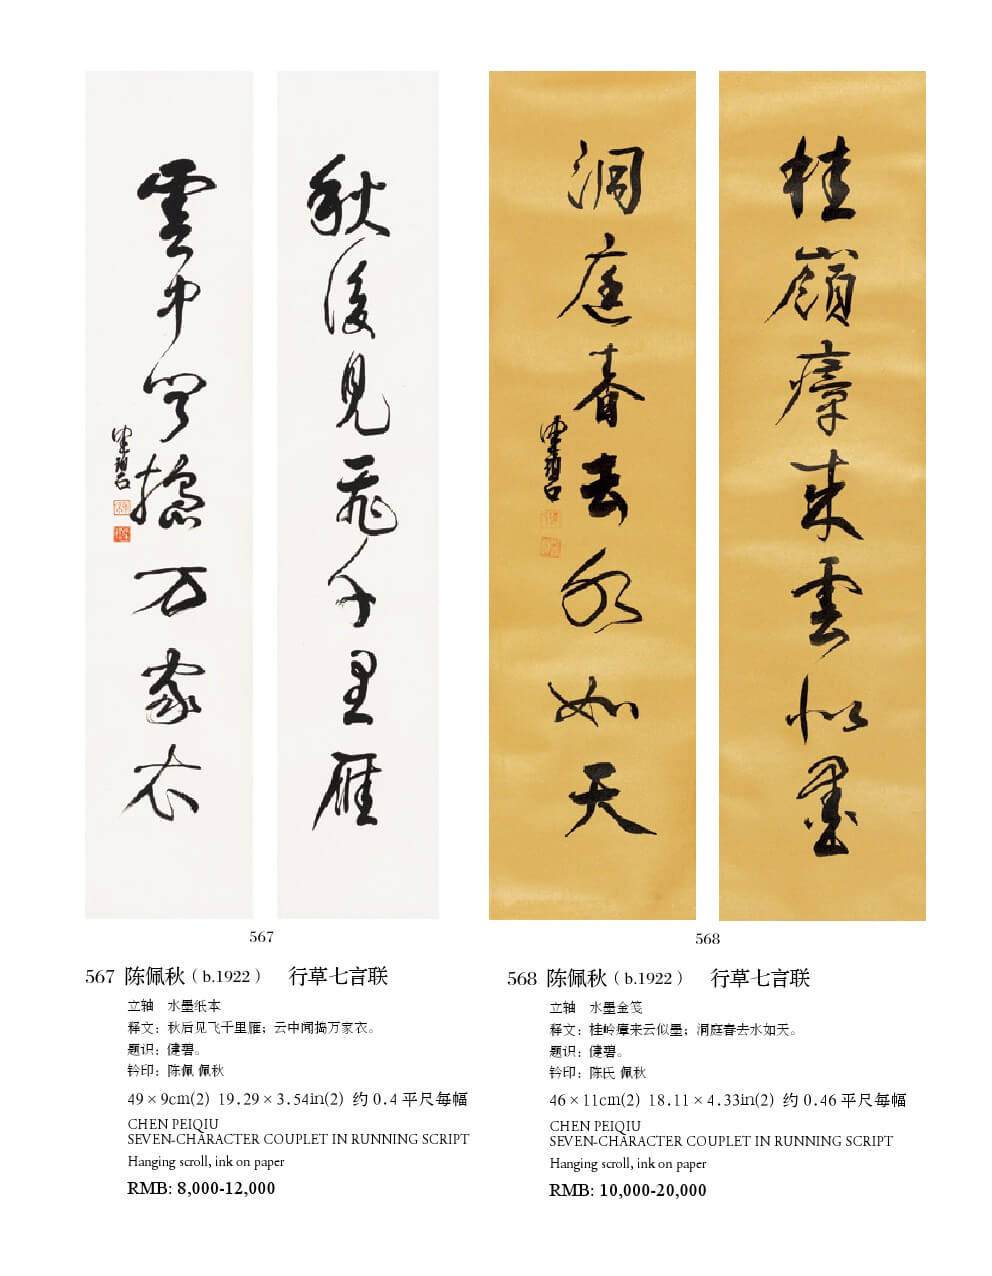 秋後見飛千里雁
雲中聞搗万家衣
健碧
桂嶺瘴来雲似墨
洞庭春去水如天
健碧
567
568
567 陈佩秋（b.1922） 行草七言联
立轴 水墨纸本
释文：秋后见飞千里雁；云中闻捣万家衣。
题识：健碧。
钤印：陈佩 佩秋
49×9cm(2) 19.29×3.54in(2) 约 0.4 平尺每幅
CHEN PEIQIU
SEVEN-CHARACTER COUPLET IN RUNNING SCRIPT
Hanging scroll, ink on paper
RMB: 8,000-12,000
568 陈佩秋（b.1922） 行草七言联
立轴 水墨金笺
释文：桂岭瘴来云似墨；洞庭春去水如天。
题识：健碧。
钤印：陈氏 佩秋
46×11cm(2) 18.11×4.33in(2) 约 0.46 平尺每幅
CHEN PEIQIU
SEVEN-CHARACTER COUPLET IN RUNNING SCRIPT
Hanging scroll, ink on paper
RMB: 10,000-20,000